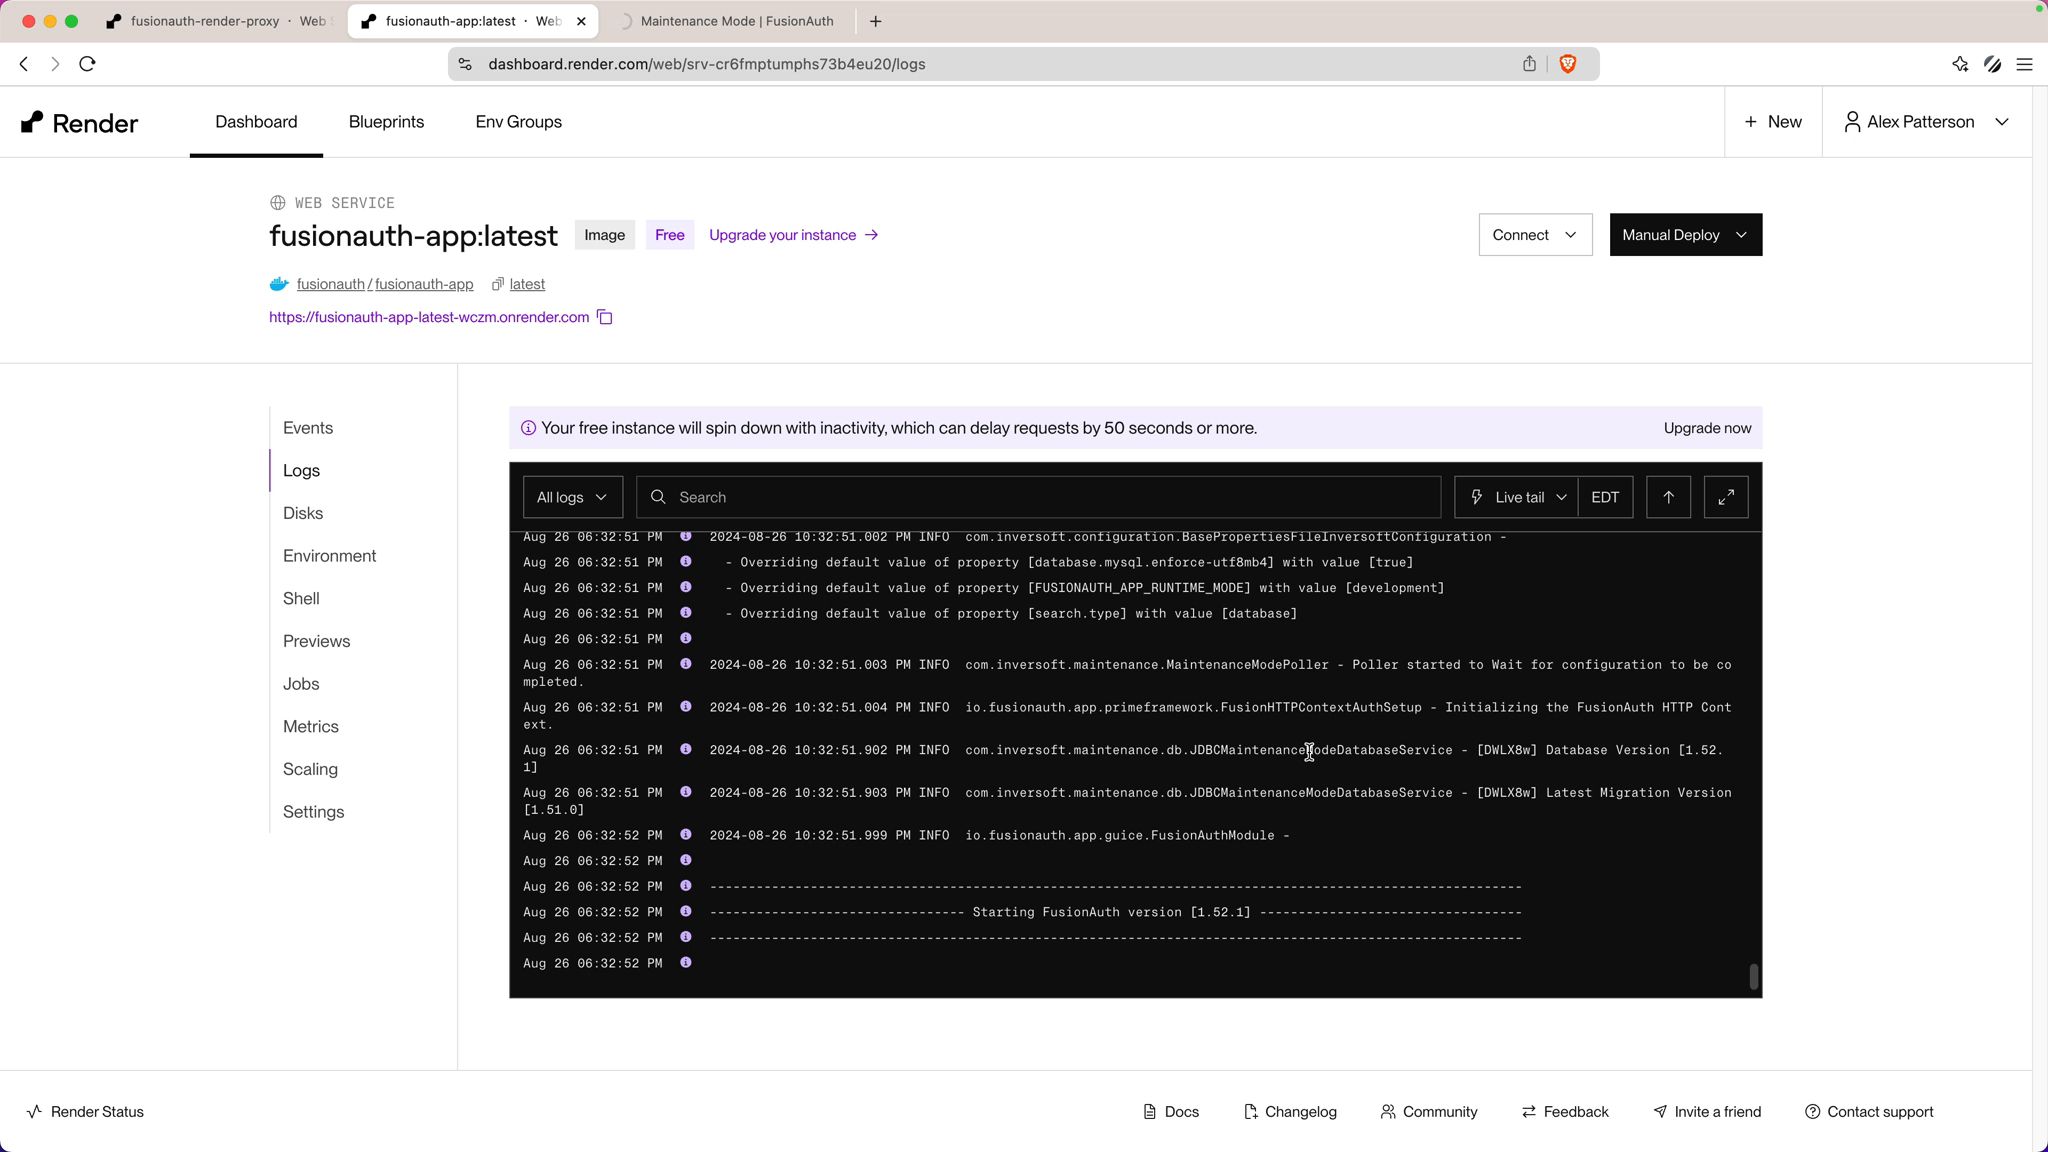 fusionauth-render-proxy · Web S
fusionauth-app:latest · Web
Maintenance Mode | FusionAuth
dashboard.render.com/web/srv-cr6fmptumphs73b4eu20/logs
Render
Dashboard
Blueprints
Env Groups
+ New
Alex Patterson
WEB SERVICE
fusionauth-app:latest
Image
Free
Upgrade your instance →
Connect
Manual Deploy
fusionauth/fusionauth-app
latest
https://fusionauth-app-latest-wczm.onrender.com
Events
Logs
Disks
Environment
Shell
Previews
Jobs
Metrics
Scaling
Settings
Your free instance will spin down with inactivity, which can delay requests by 50 seconds or more.
Upgrade now
All logs
Search
Live tail
EDT
Aug 26 06:32:51 PM 2024-08-26 10:32:51.002 PM INFO com.inversoft.configuration.BasePropertiesFileInversoftConfiguration -
Aug 26 06:32:51 PM - Overriding default value of property [database.mysql.enforce-utf8mb4] with value [true]
Aug 26 06:32:51 PM - Overriding default value of property [FUSIONAUTH_APP_RUNTIME_MODE] with value [development]
Aug 26 06:32:51 PM - Overriding default value of property [search.type] with value [database]
Aug 26 06:32:51 PM
Aug 26 06:32:51 PM 2024-08-26 10:32:51.003 PM INFO com.inversoft.maintenance.MaintenanceModePoller - Poller started to Wait for configuration to be co
mpleted.
Aug 26 06:32:51 PM 2024-08-26 10:32:51.004 PM INFO io.fusionauth.app.primeframework.FusionHTTPContextAuthSetup - Initializing the FusionAuth HTTP Cont
ext.
Aug 26 06:32:51 PM 2024-08-26 10:32:51.902 PM INFO com.inversoft.maintenance.db.JDBCMaintenanceModeDatabaseService - [DWLX8w] Database Version [1.52.
1]
Aug 26 06:32:51 PM 2024-08-26 10:32:51.903 PM INFO com.inversoft.maintenance.db.JDBCMaintenanceModeDatabaseService - [DWLX8w] Latest Migration Version
[1.51.0]
Aug 26 06:32:52 PM 2024-08-26 10:32:51.999 PM INFO io.fusionauth.app.guice.FusionAuthModule -
Aug 26 06:32:52 PM
Aug 26 06:32:52 PM ---------------------------------------------------------------------------------------------------------
Aug 26 06:32:52 PM --------------------------------- Starting FusionAuth version [1.52.1] ----------------------------------
Aug 26 06:32:52 PM ---------------------------------------------------------------------------------------------------------
Aug 26 06:32:52 PM
Render Status
Docs
Changelog
Community
Feedback
Invite a friend
Contact support